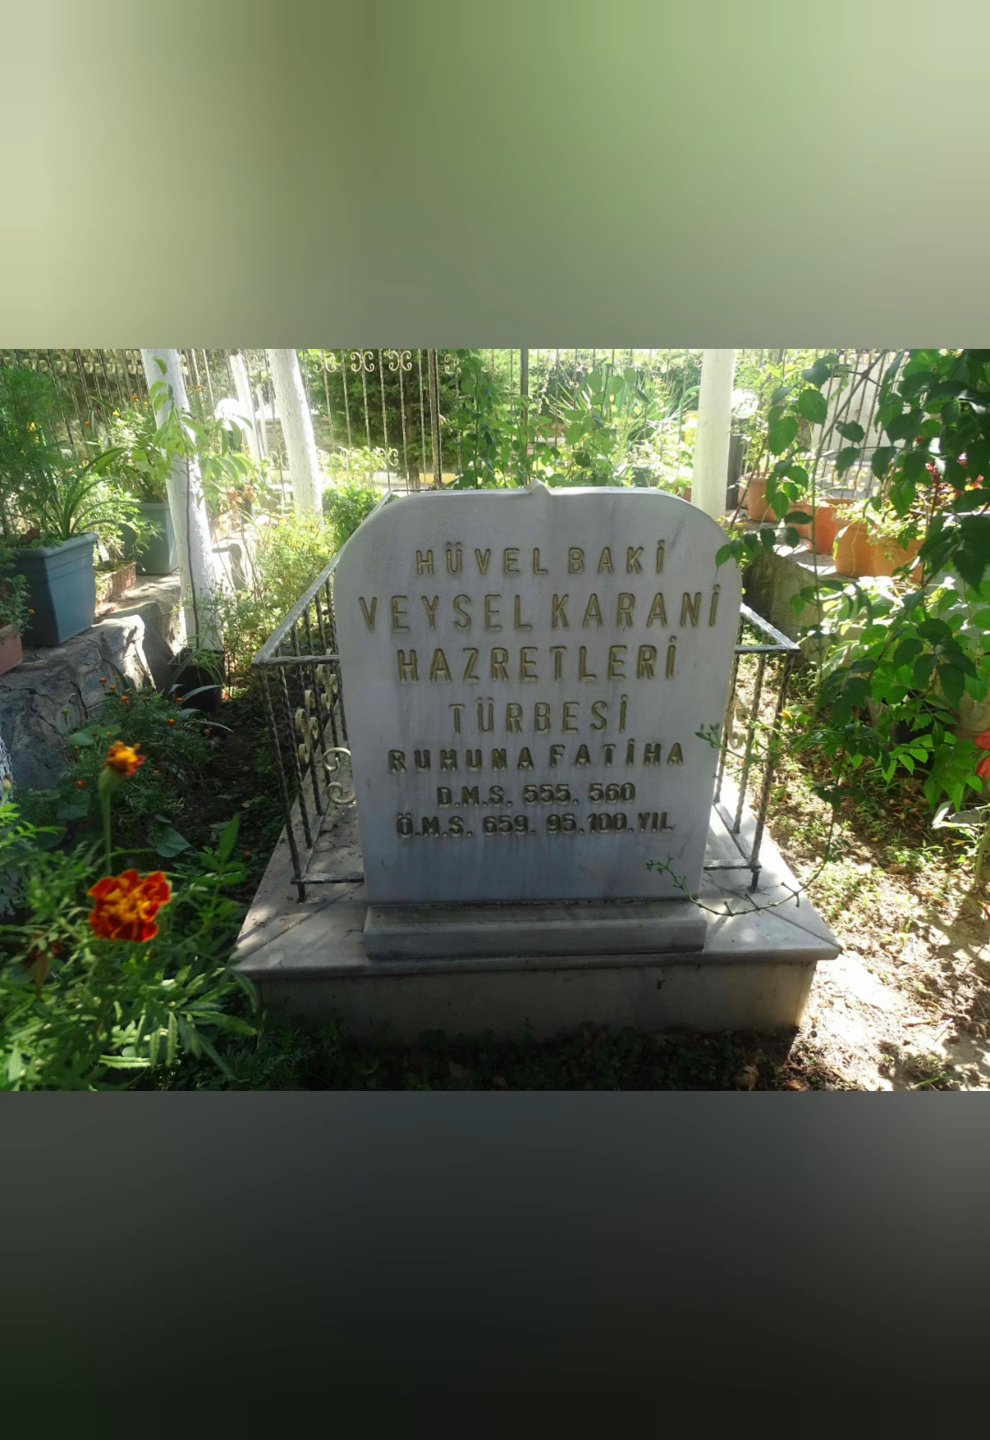 HÜVEL BAKİ
VEYSEL KARANİ
HAZRETLERİ
TÜRBESİ
RUHUNA FATİHA
D.M.S. 555. 560
Ö.M.S. 659. 95.100.YIL